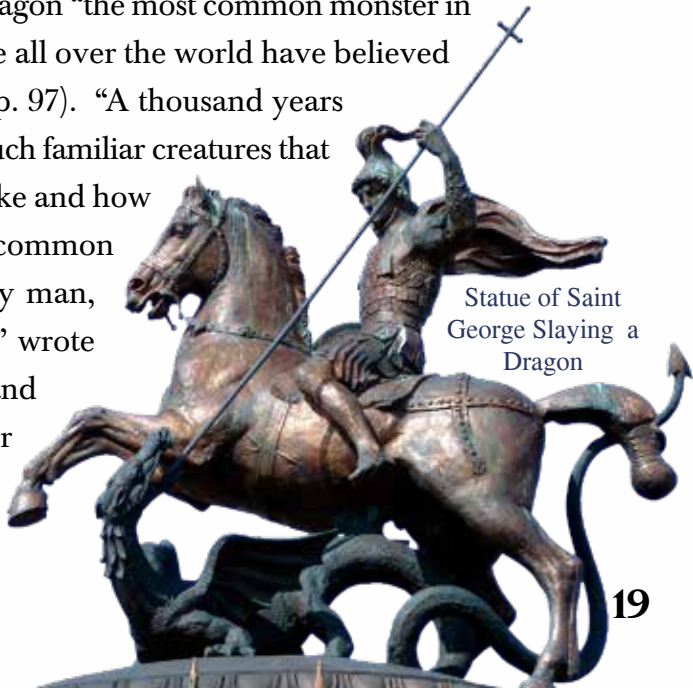 agon “the most common monster in
e all over the world have believed
p. 97). “A thousand years
uch familiar creatures that
ke and how
common
y man,
” wrote
and
r
Statue of Saint
George Slaying a
Dragon
19